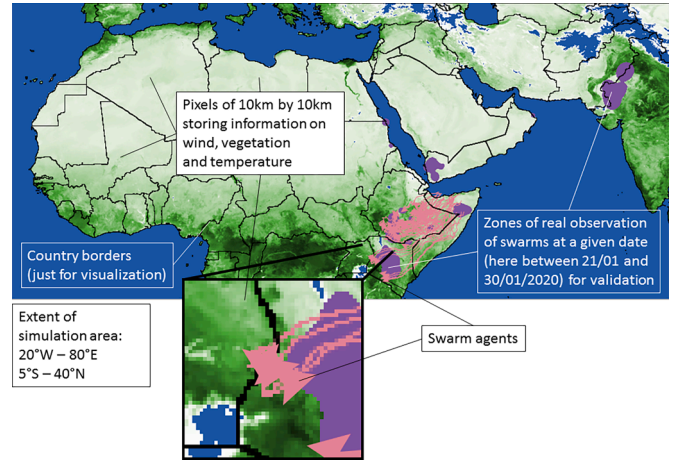 Pixels of 10km by 10km
storing information on
wind, vegetation
and temperature
Country borders
(just for visualization)
Zones of real observation
of swarms at a given date
(here between 21/01 and
30/01/2020) for validation
Extent of
simulation area:
20°W – 80°E
5°S – 40°N
Swarm agents